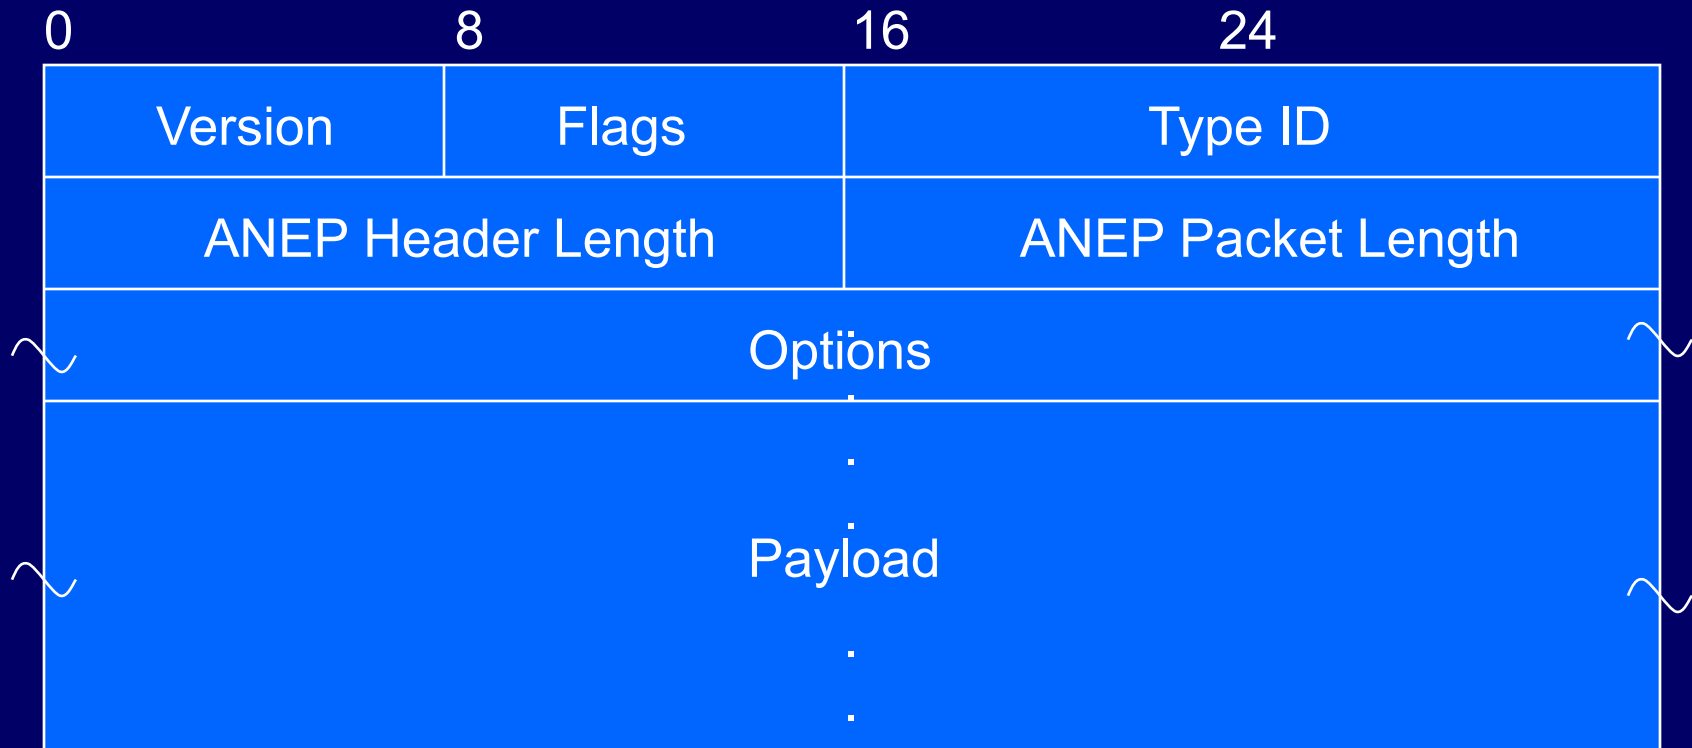 0 8 16 24
Version Flags Type ID
ANEP Header Length ANEP Packet Length
Options
Payload